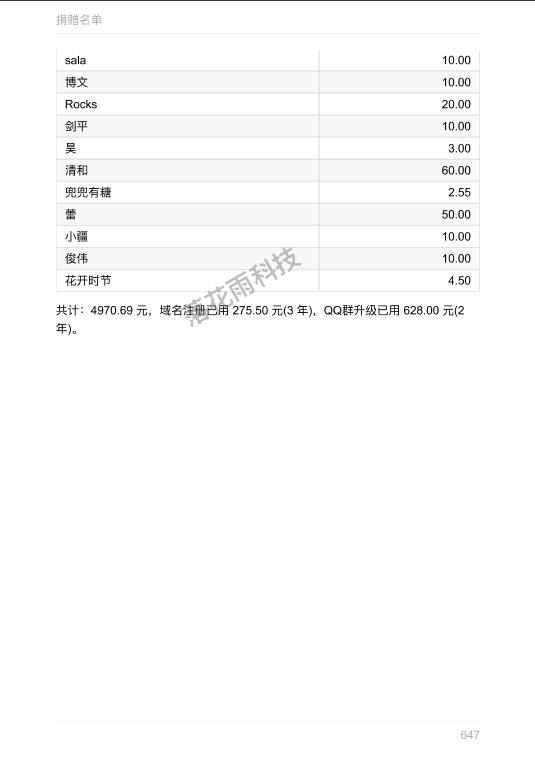 捐赠名单
sala 10.00
博文 10.00
Rocks 20.00
剑平 10.00
昊 3.00
清和 60.00
兜兜有糖 2.55
蕾 50.00
小疆 10.00
俊伟 10.00
花开时节 4.50
落花雨科技
共计：4970.69 元，域名注册已用 275.50 元(3 年)，QQ群升级已用 628.00 元(2
年)。
647